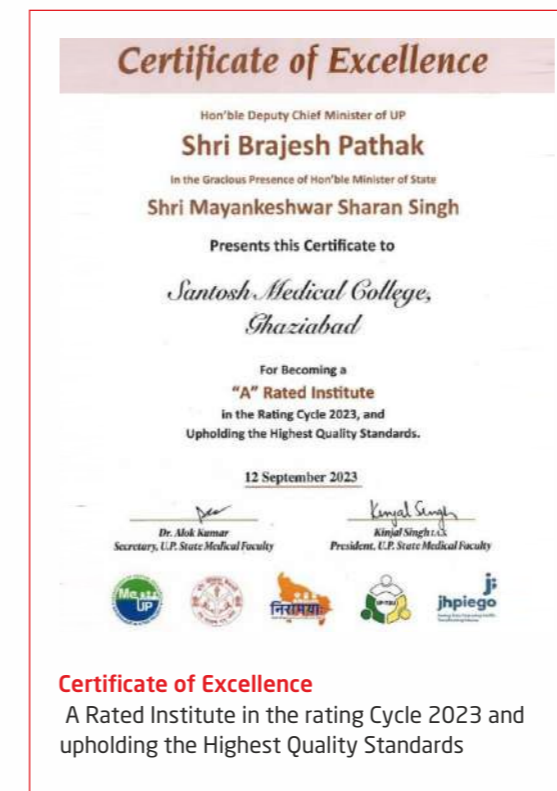 Certificate of Excellence
Hon'ble Deputy Chief Minister of UP
Shri Brajesh Pathak
In the Gracious Presence of Hon'ble Minister of State
Shri Mayankeshwar Sharan Singh
Presents this Certificate to
Santosh Medical College,
Ghaziabad
For Becoming a
"A" Rated Institute
in the Rating Cycle 2023, and
Upholding the Highest Quality Standards.
12 September 2023
Kinjal Singh
Dr. Alok Kumar
Secretary, U.P. State Medical Faculty
Kinjal Singh I.A.S.
President, U.P. State Medical Faculty
UP
निरामयाः
jhpiego
Certificate of Excellence
A Rated Institute in the rating Cycle 2023 and
upholding the Highest Quality Standards